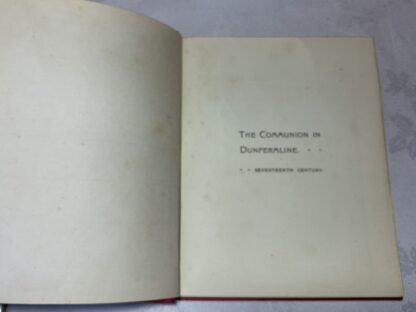 THE COMMUNION IN
DUNFERMLINE.
SEVENTEENTH CENTURY